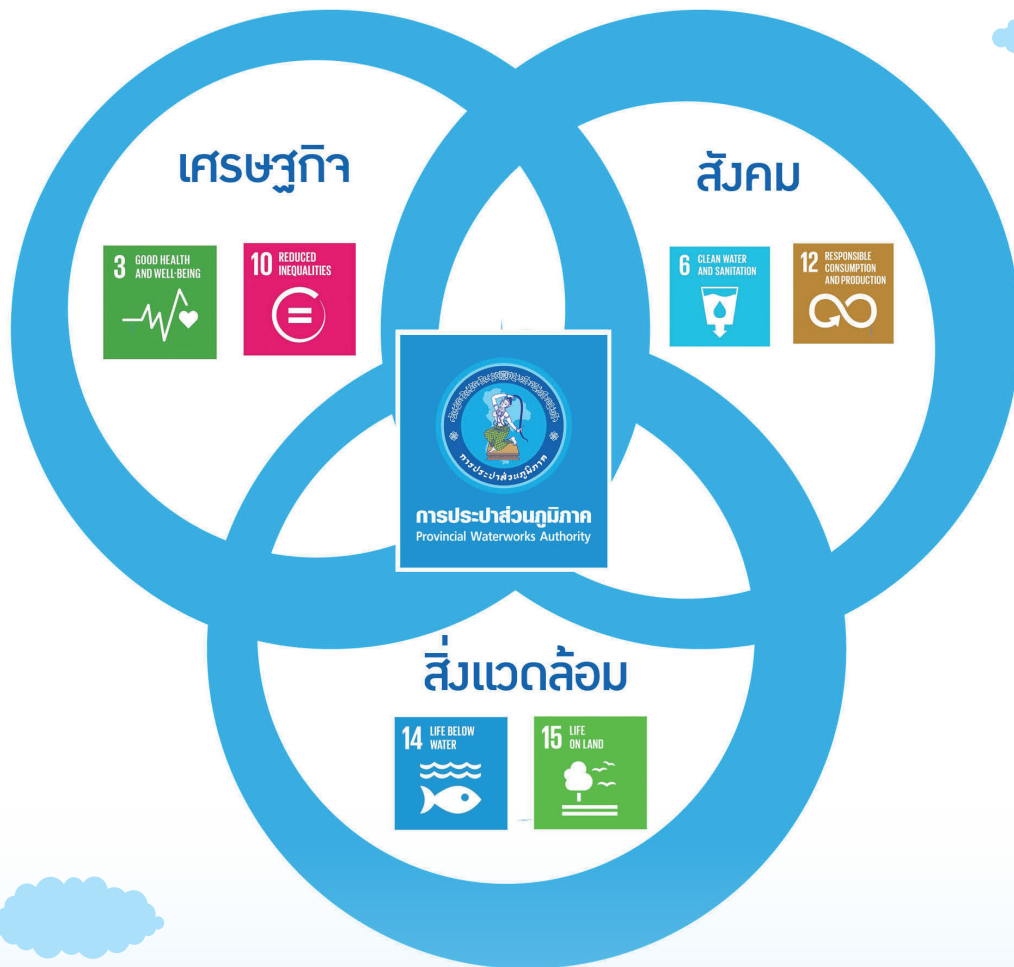 เศรษฐกิจ
3 GOOD HEALTH
AND WELL-BEING
10 REDUCED
INEQUALITIES
สังคม
6 CLEAN WATER
AND SANITATION
12 RESPONSIBLE
CONSUMPTION
AND PRODUCTION
การประปาส่วนภูมิภาค
การประปาส่วนภูมิภาค
Provincial Waterworks Authority
สิ่งแวดล้อม
14 LIFE BELOW
WATER
15 LIFE
ON LAND